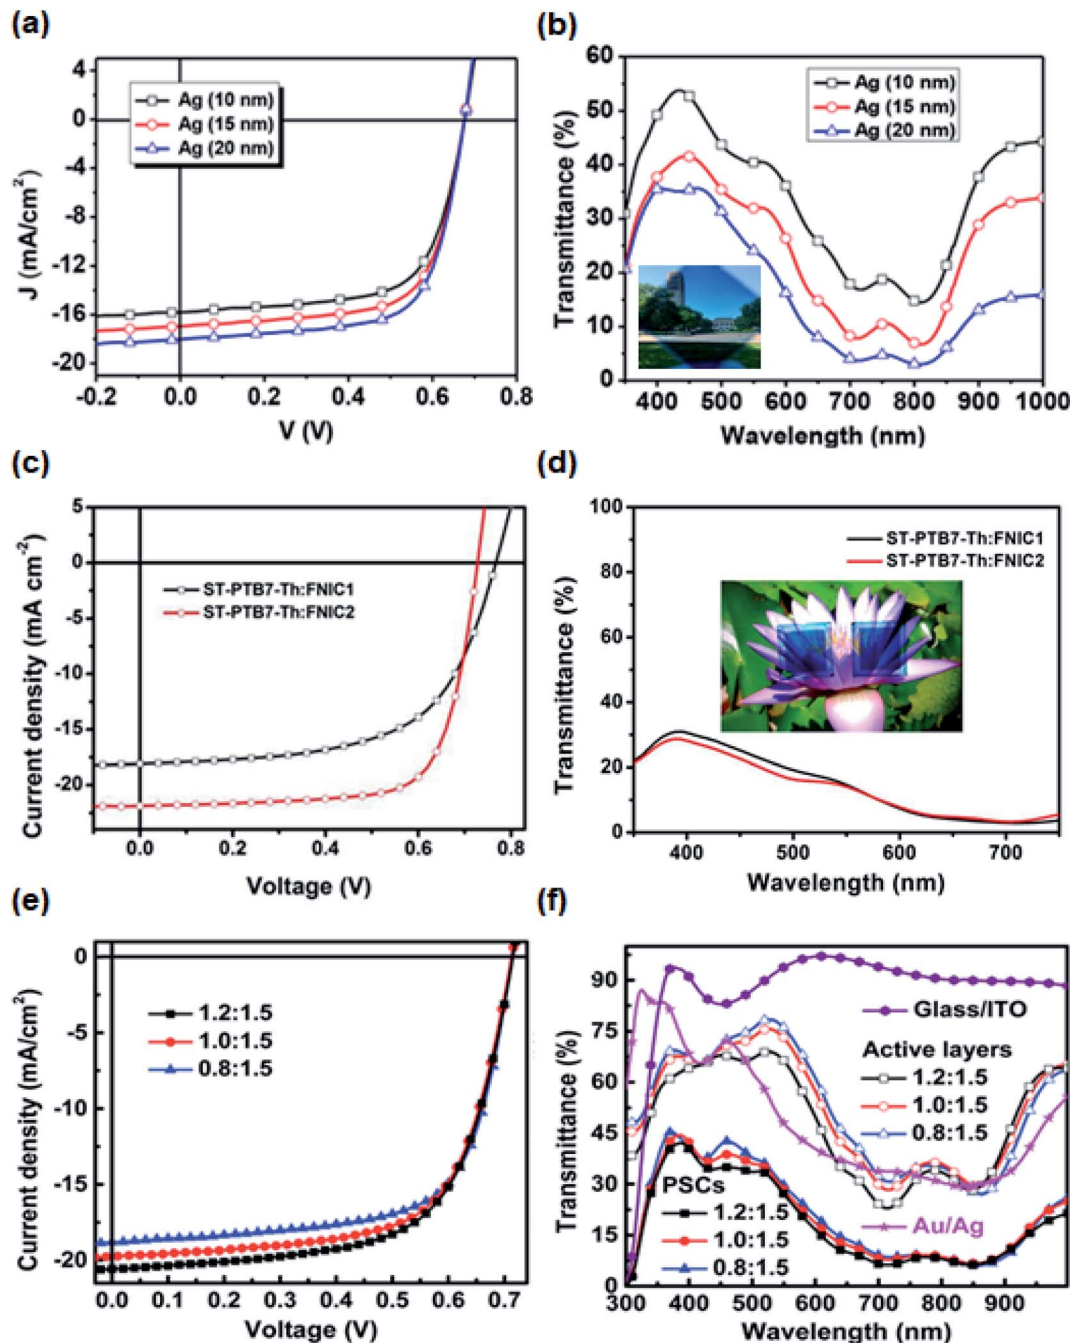 (a)
4
0
-4
-8
-12
-16
-20
J (mA/cm²)
Ag (10 nm)
Ag (15 nm)
Ag (20 nm)
-0.2
0.0
0.2
0.4
0.6
0.8
V (V)
(b)
60
50
40
30
20
10
0
Transmittance (%)
Ag (10 nm)
Ag (15 nm)
Ag (20 nm)
400
500
600
700
800
900
1000
Wavelength (nm)
(c)
5
0
-5
-10
-15
-20
Current density (mA cm⁻²)
ST-PTB7-Th:FNIC1
ST-PTB7-Th:FNIC2
0.0
0.2
0.4
0.6
0.8
Voltage (V)
(d)
100
80
60
40
20
0
Transmittance (%)
ST-PTB7-Th:FNIC1
ST-PTB7-Th:FNIC2
400
500
600
700
Wavelength (nm)
(e)
0
-5
-10
-15
-20
Current density (mA/cm²)
1.2:1.5
1.0:1.5
0.8:1.5
0.0
0.1
0.2
0.3
0.4
0.5
0.6
0.7
Voltage (V)
(f)
90
75
60
45
30
15
0
Transmittance (%)
Glass/ITO
Active layers
1.2:1.5
1.0:1.5
0.8:1.5
PSCs
1.2:1.5
1.0:1.5
0.8:1.5
Au/Ag
300
400
500
600
700
800
900
Wavelength (nm)